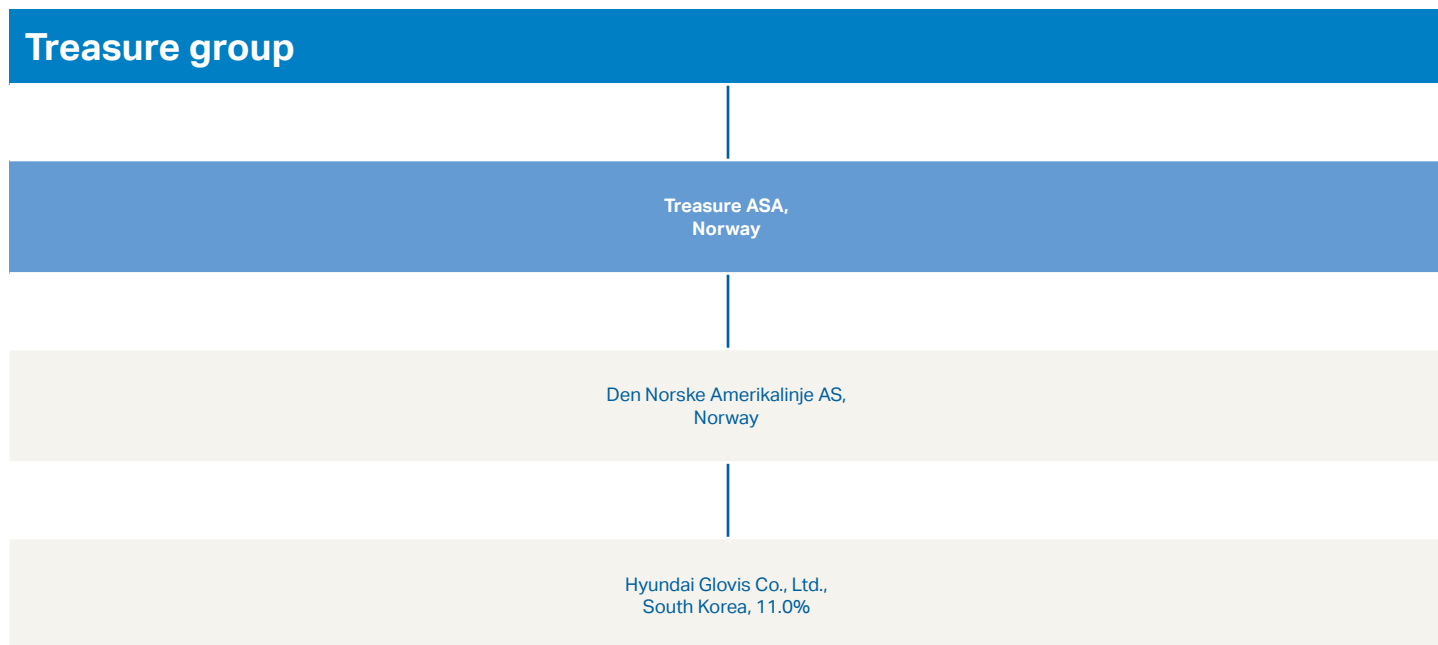 Treasure group
Treasure ASA,
Norway
Den Norske Amerikalinje AS,
Norway
Hyundai Glovis Co., Ltd.,
South Korea, 11.0%